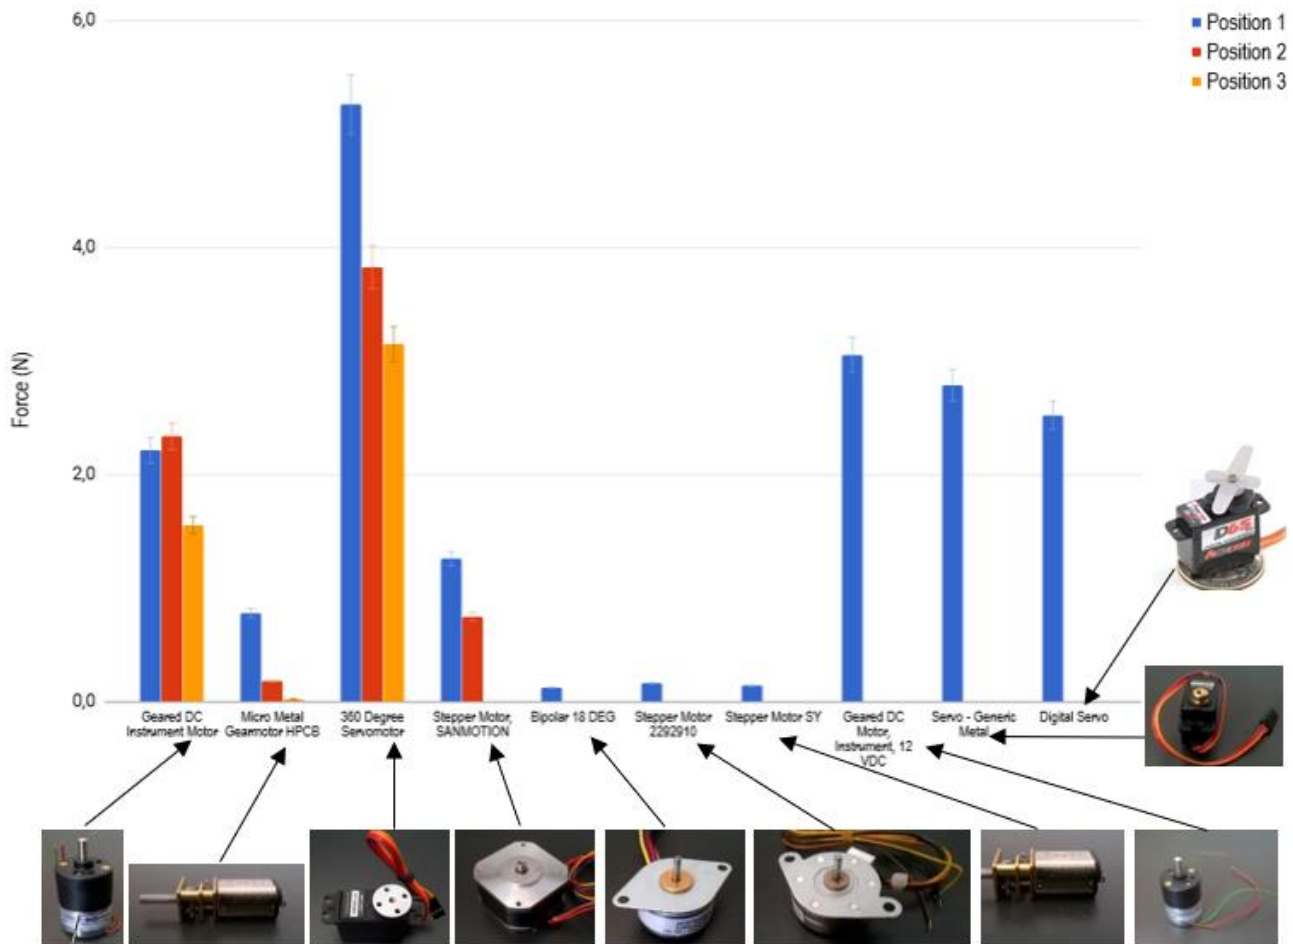 6,0
Position 1
Position 2
Position 3
4,0
Force (N)
2,0
0,0
Geared DC
Instrument Motor
Micro Metal
Gearmotor HPCB
360 Degree
Servomotor
Stepper Motor,
SANMOTION
Bipolar 18 DEG
Stepper Motor
2292910
Stepper Motor SY
Geared DC
Motor,
Instrument, 12
VDC
Servo - Generic
Metal
Digital Servo
D65